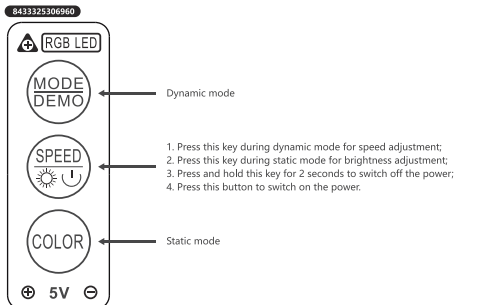 8433325306960
RGB LED
MODE
DEMO
Dynamic mode
SPEED
1. Press this key during dynamic mode for speed adjustment;
2. Press this key during static mode for brightness adjustment;
3. Press and hold this key for 2 seconds to switch off the power;
4. Press this button to switch on the power.
COLOR
Static mode
5V